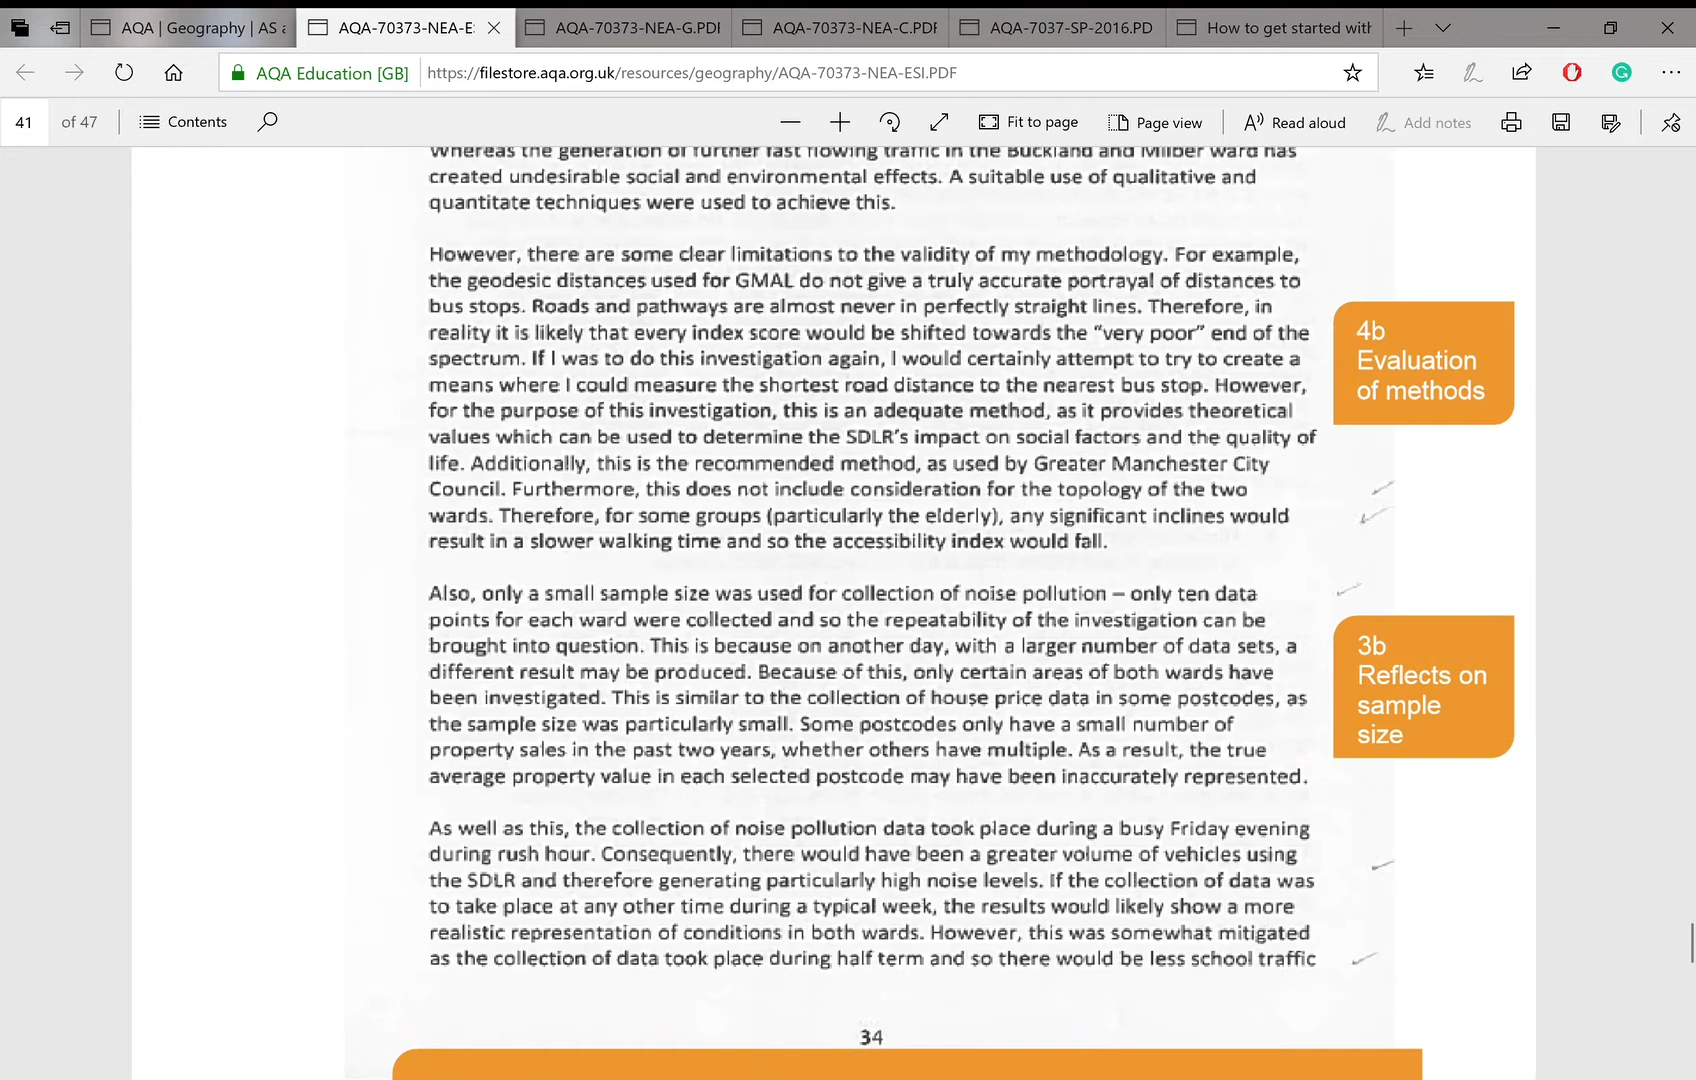 AQA | Geography | AS a
AQA-70373-NEA-ES
AQA-70373-NEA-G.PDF
AQA-70373-NEA-C.PDF
AQA-7037-SP-2016.PD
How to get started with
AQA Education [GB]
https://filestore.aqa.org.uk/resources/geography/AQA-70373-NEA-ESI.PDF
41 of 47
Contents
Fit to page
Page view
Read aloud
Add notes
Whereas the generation of further fast flowing traffic in the Buckland and Milber ward has
created undesirable social and environmental effects. A suitable use of qualitative and
quantitate techniques were used to achieve this.
However, there are some clear limitations to the validity of my methodology. For example,
the geodesic distances used for GMAL do not give a truly accurate portrayal of distances to
bus stops. Roads and pathways are almost never in perfectly straight lines. Therefore, in
reality it is likely that every index score would be shifted towards the “very poor” end of the
spectrum. If I was to do this investigation again, I would certainly attempt to try to create a
means where I could measure the shortest road distance to the nearest bus stop. However,
for the purpose of this investigation, this is an adequate method, as it provides theoretical
values which can be used to determine the SDLR’s impact on social factors and the quality of
life. Additionally, this is the recommended method, as used by Greater Manchester City
Council. Furthermore, this does not include consideration for the topology of the two
wards. Therefore, for some groups (particularly the elderly), any significant inclines would
result in a slower walking time and so the accessibility index would fall.
4b
Evaluation
of methods
Also, only a small sample size was used for collection of noise pollution – only ten data
points for each ward were collected and so the repeatability of the investigation can be
brought into question. This is because on another day, with a larger number of data sets, a
different result may be produced. Because of this, only certain areas of both wards have
been investigated. This is similar to the collection of house price data in some postcodes, as
the sample size was particularly small. Some postcodes only have a small number of
property sales in the past two years, whether others have multiple. As a result, the true
average property value in each selected postcode may have been inaccurately represented.
3b
Reflects on
sample
size
As well as this, the collection of noise pollution data took place during a busy Friday evening
during rush hour. Consequently, there would have been a greater volume of vehicles using
the SDLR and therefore generating particularly high noise levels. If the collection of data was
to take place at any other time during a typical week, the results would likely show a more
realistic representation of conditions in both wards. However, this was somewhat mitigated
as the collection of data took place during half term and so there would be less school traffic
34